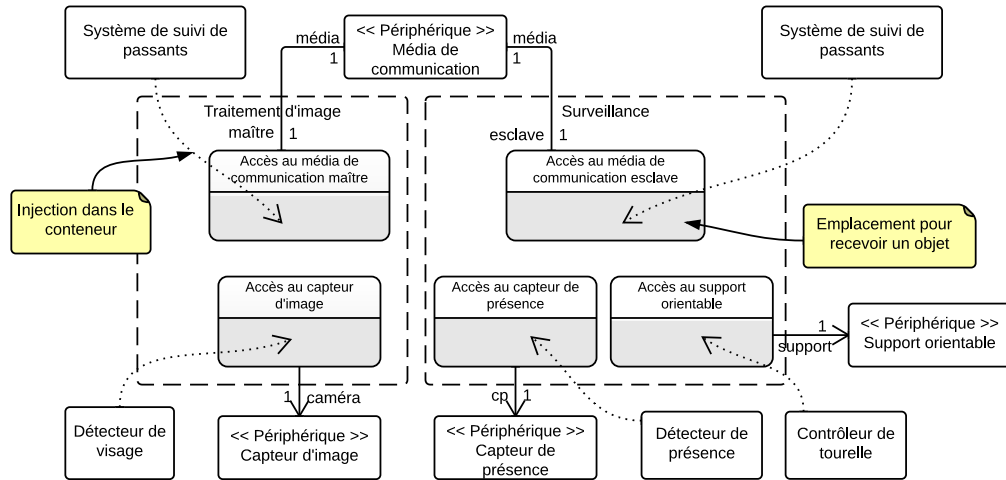 Système de suivi de
passants
<< Périphérique >>
Média de
communication
Système de suivi de
passants
média
1
média
1
Traitement d'image
Surveillance
maître
1
esclave
1
Accès au média de
communication maître
Accès au média de
communication esclave
Injection dans le
conteneur
Emplacement pour
recevoir un objet
Accès au capteur
d'image
Accès au capteur de
présence
Accès au support
orientable
1
support
<< Périphérique >>
Support orientable
1
caméra
cp
1
Détecteur de
visage
<< Périphérique >>
Capteur d'image
<< Périphérique >>
Capteur de
présence
Détecteur de
présence
Contrôleur de
tourelle